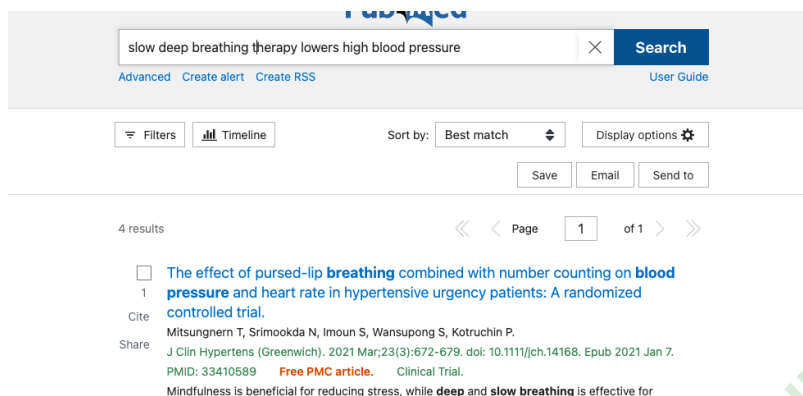 PubMed
slow deep breathing therapy lowers high blood pressure
Search
Advanced Create alert Create RSS
User Guide
Filters Timeline Sort by: Best match Display options
Save Email Send to
4 results Page 1 of 1
The effect of pursed-lip breathing combined with number counting on blood
1 pressure and heart rate in hypertensive urgency patients: A randomized
Cite controlled trial.
Mitsungnern T, Srimookda N, Imoun S, Wansupong S, Kotruchin P.
Share J Clin Hypertens (Greenwich). 2021 Mar;23(3):672-679. doi: 10.1111/jch.14168. Epub 2021 Jan 7.
PMID: 33410589 Free PMC article. Clinical Trial.
Mindfulness is beneficial for reducing stress, while deep and slow breathing is effective for